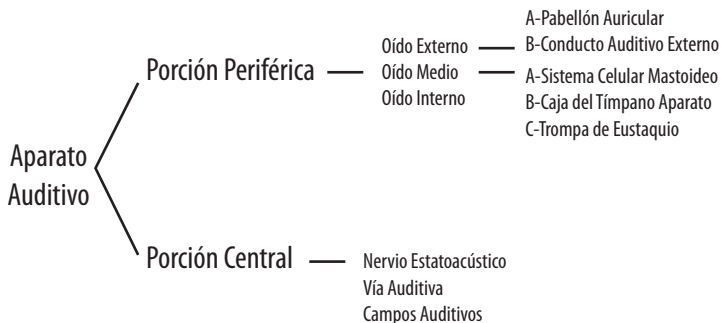 Aparato
Auditivo
Porción Periférica
Oído Externo
Oído Medio
Oído Interno
A-Pabellón Auricular
B-Conducto Auditivo Externo
A-Sistema Celular Mastoideo
B-Caja del Tímpano Aparato
C-Trompa de Eustaquio
Porción Central
Nervio Estatoacústico
Vía Auditiva
Campos Auditivos